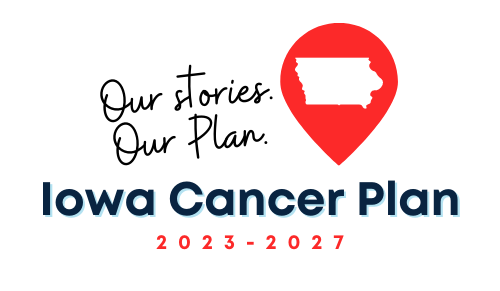 Our stories.
Our Plan.
Iowa Cancer Plan
2023-2027